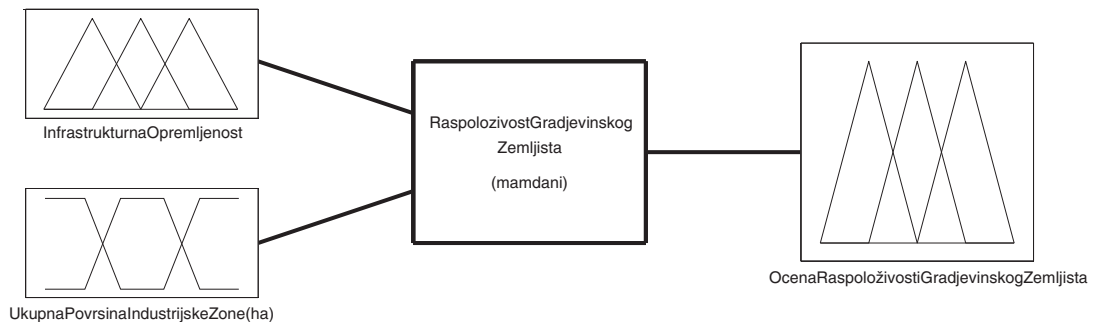 InfrastrukturnaOpremljenost
UkupnaPovrsinaIndustrijskeZone(ha)
RaspolozivostGradjevinskog
Zemljista
(mamdani)
OcenaRaspoloživostiGradjevinskogZemljista